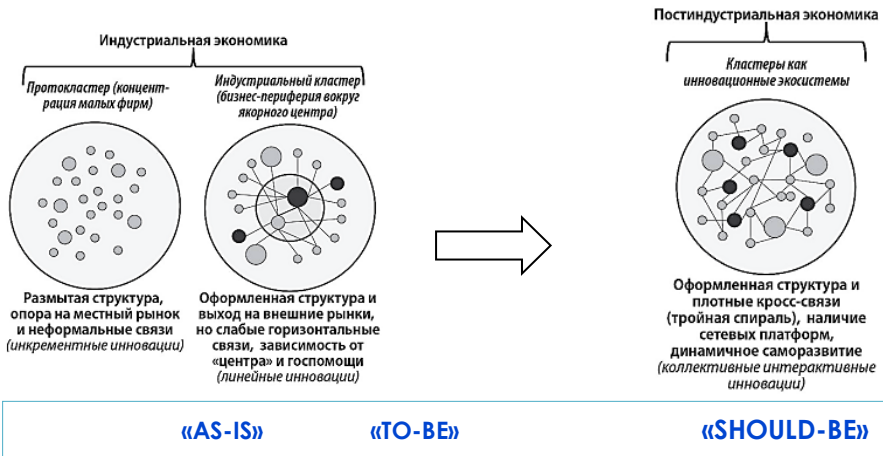 Индустриальная экономика
Протокластер (концент-
рация малых фирм)
Размытая структура,
опора на местный рынок
и неформальные связи
(инкрементные инновации)
Индустриальный кластер
(бизнес-периферия вокруг
якорного центра)
Оформленная структура и
выход на внешние рынки,
но слабые горизонтальные
связи, зависимость от
«центра» и госпомощи
(линейные инновации)
Постиндустриальная экономика
Кластеры как
инновационные экосистемы
Оформленная структура и
плотные кросс-связи
(тройная спираль), наличие
сетевых платформ,
динамичное саморазвитие
(коллективные интерактивные
инновации)
«AS-IS»
«TO-BE»
«SHOULD-BE»